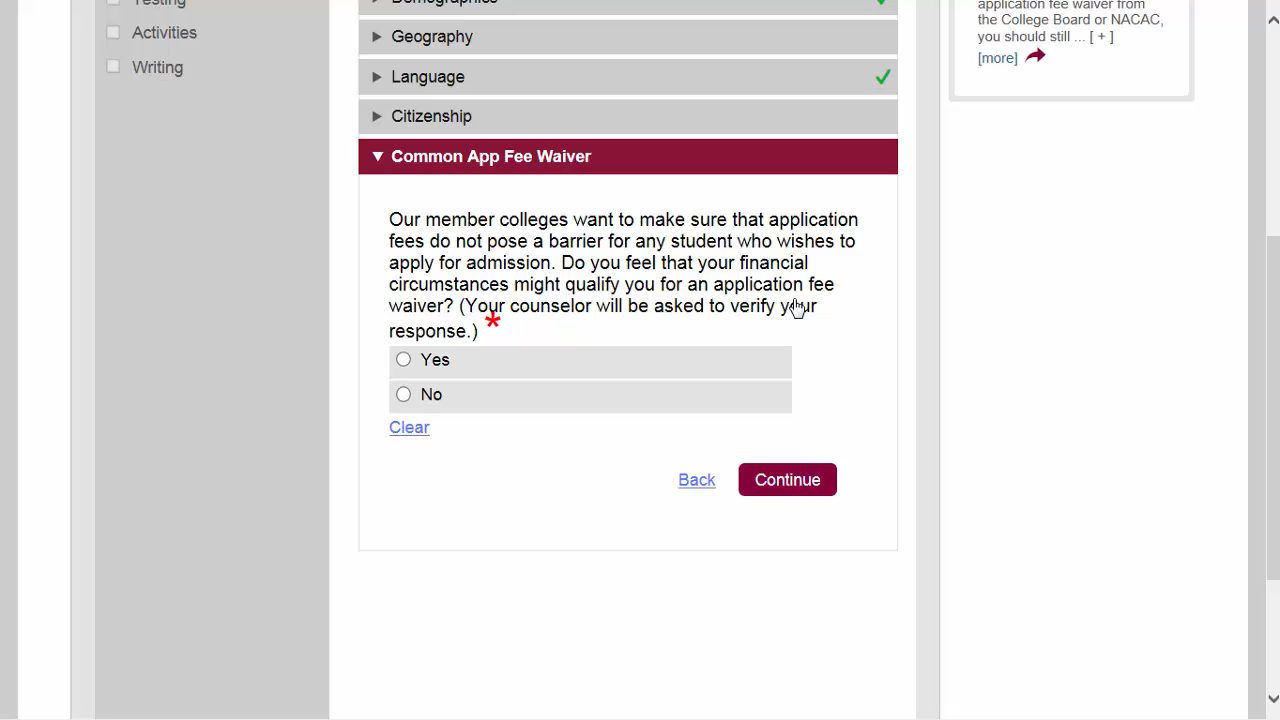 Testing
Activities
Writing
Demographics
Geography
Language
Citizenship
Common App Fee Waiver
Our member colleges want to make sure that application
fees do not pose a barrier for any student who wishes to
apply for admission. Do you feel that your financial
circumstances might qualify you for an application fee
waiver? (Your counselor will be asked to verify your
response.) *
Yes
No
Clear
Back
Continue
application fee waiver from
the College Board or NACAC,
you should still ... [ + ]
[more]